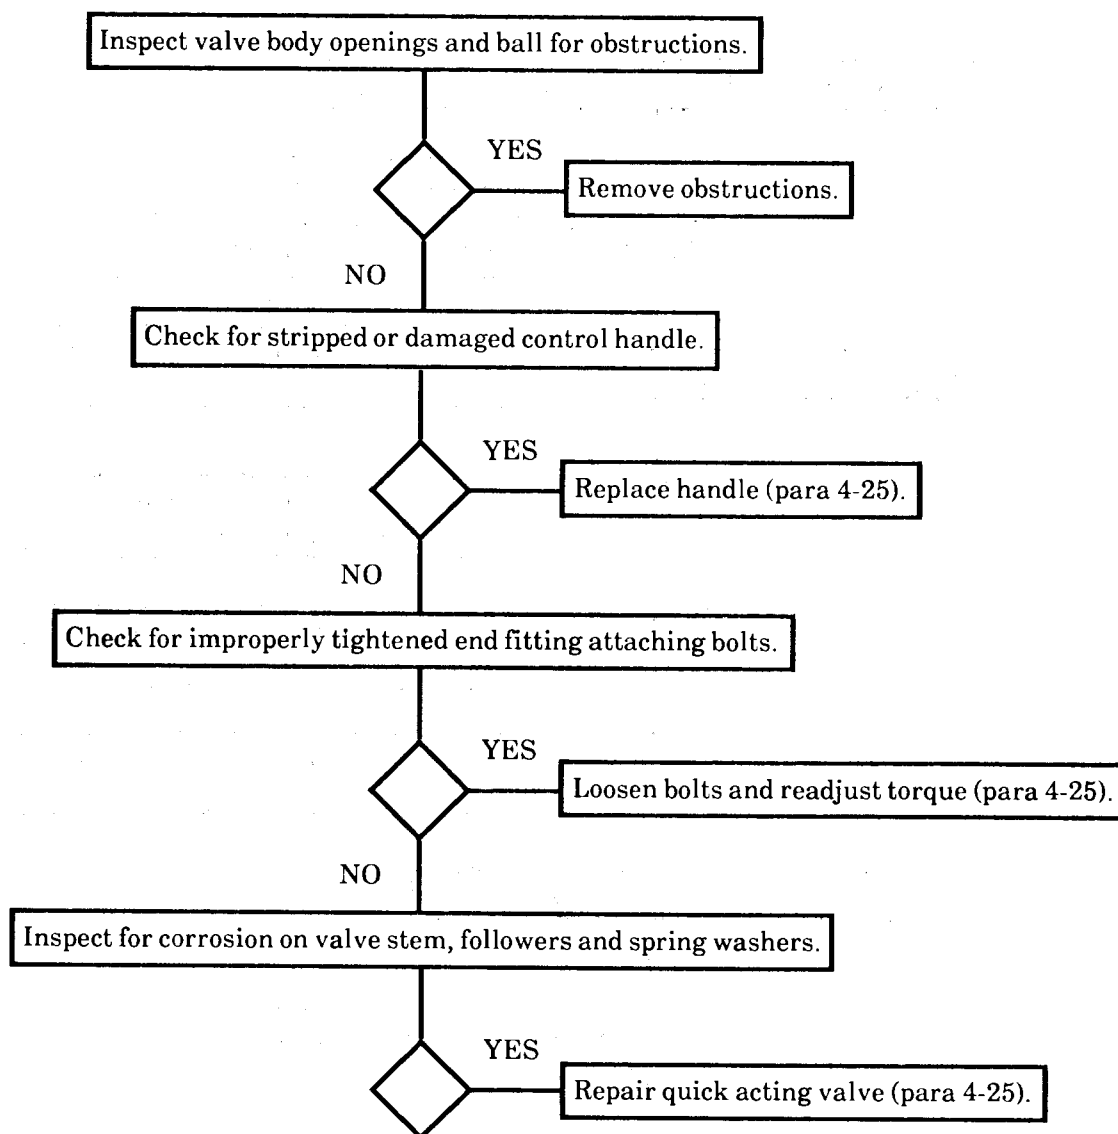 Inspect valve body openings and ball for obstructions.
YES
Remove obstructions.
NO
Check for stripped or damaged control handle.
YES
Replace handle (para 4-25).
NO
Check for improperly tightened end fitting attaching bolts.
YES
Loosen bolts and readjust torque (para 4-25).
NO
Inspect for corrosion on valve stem, followers and spring washers.
YES
Repair quick acting valve (para 4-25).